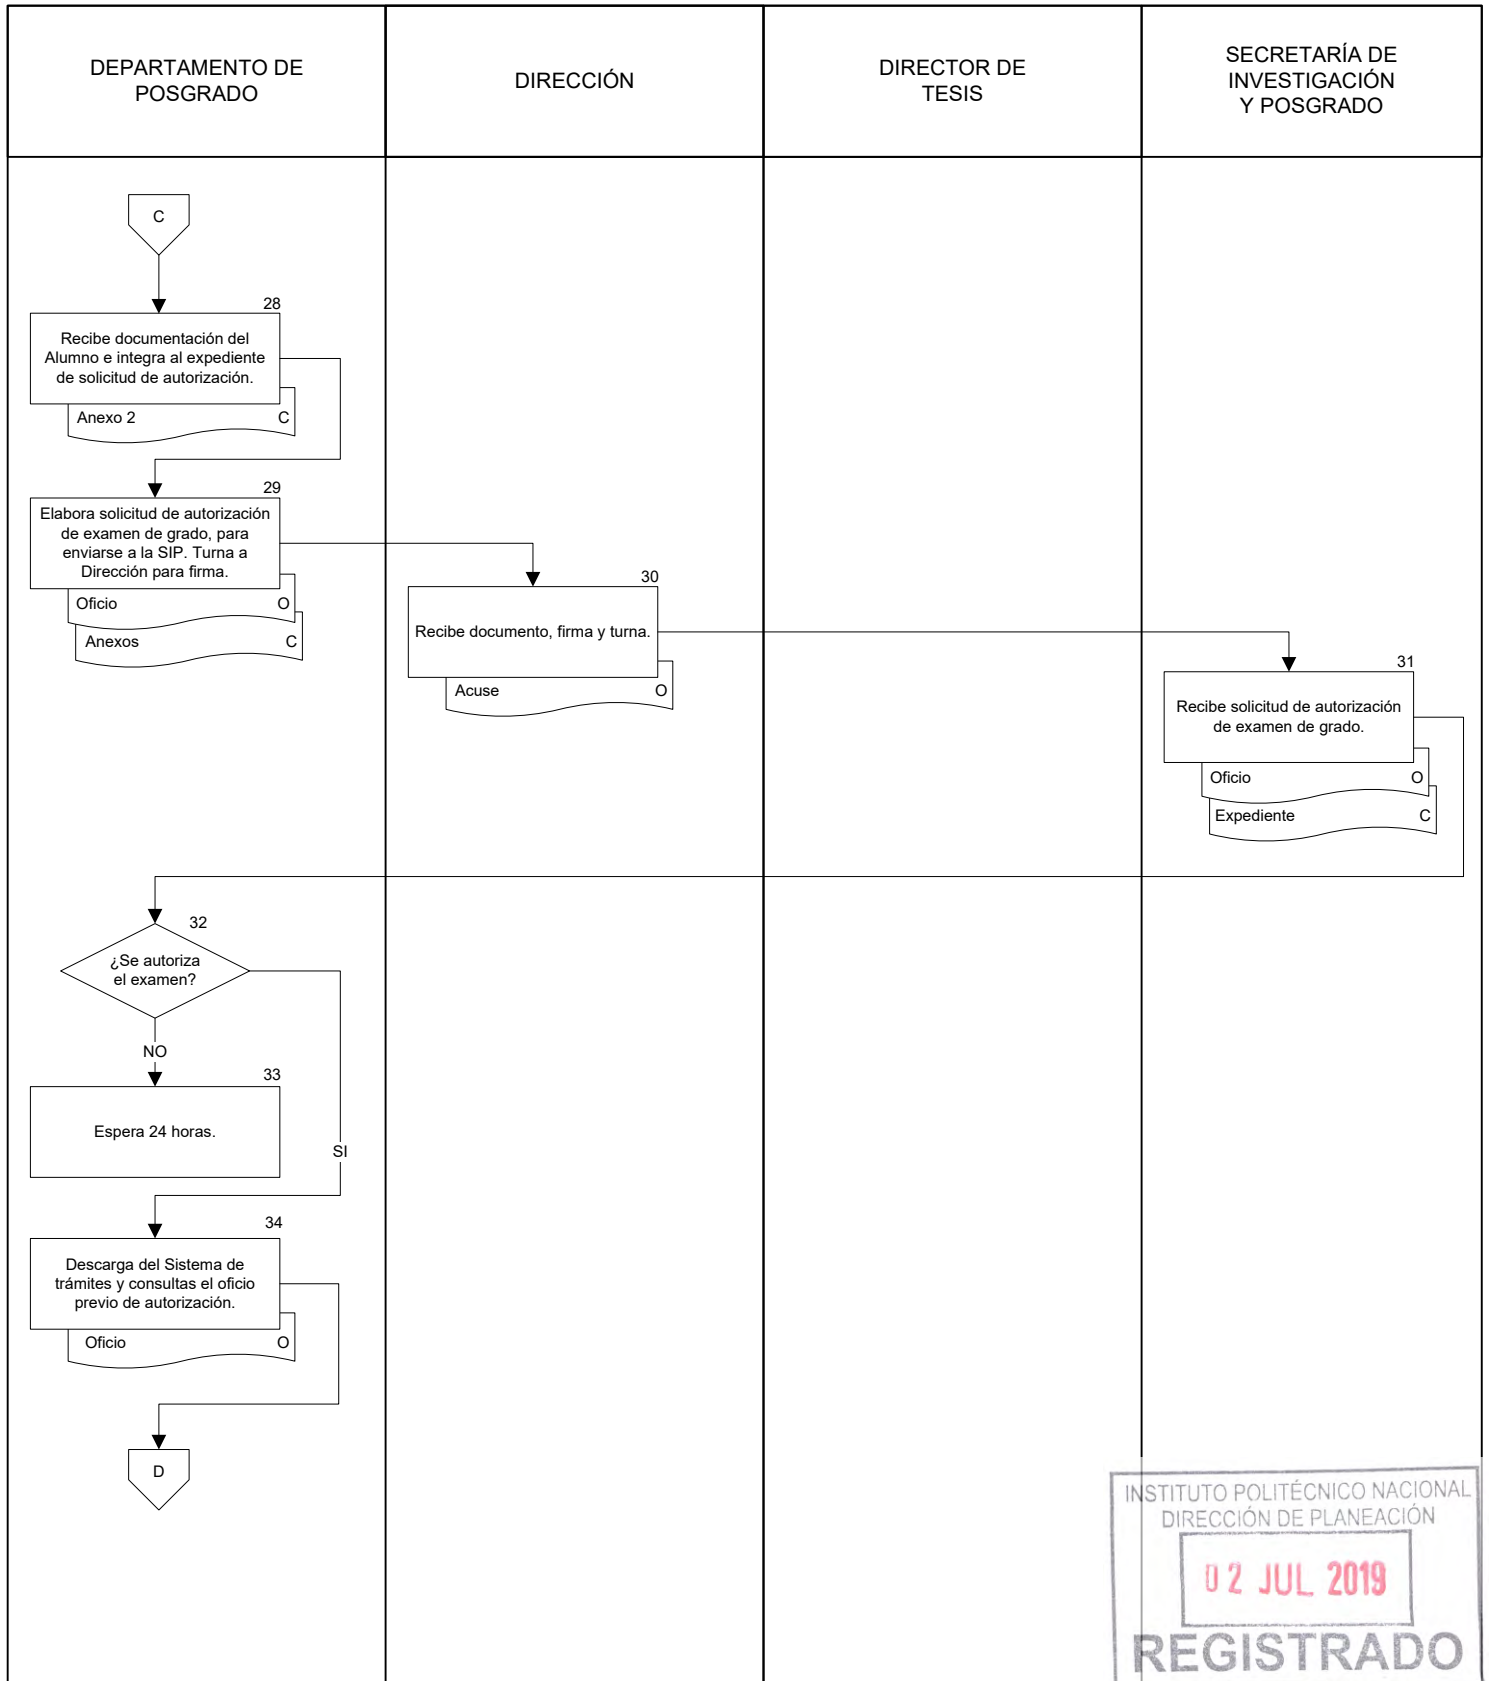 DEPARTAMENTO DE
POSGRADO
DIRECCIÓN
DIRECTOR DE
TESIS
SECRETARÍA DE
INVESTIGACIÓN
Y POSGRADO
C
28
Recibe documentación del
Alumno e integra al expediente
de solicitud de autorización.
Anexo 2 C
29
Elabora solicitud de autorización
de examen de grado, para
enviarse a la SIP. Turna a
Dirección para firma.
Oficio O
Anexos C
30
Recibe documento, firma y turna.
Acuse O
31
Recibe solicitud de autorización
de examen de grado.
Oficio O
Expediente C
32
¿Se autoriza
el examen?
NO
SI
33
Espera 24 horas.
34
Descarga del Sistema de
trámites y consultas el oficio
previo de autorización.
Oficio O
D
INSTITUTO POLITÉCNICO NACIONAL
DIRECCIÓN DE PLANEACIÓN
02 JUL 2019
REGISTRADO